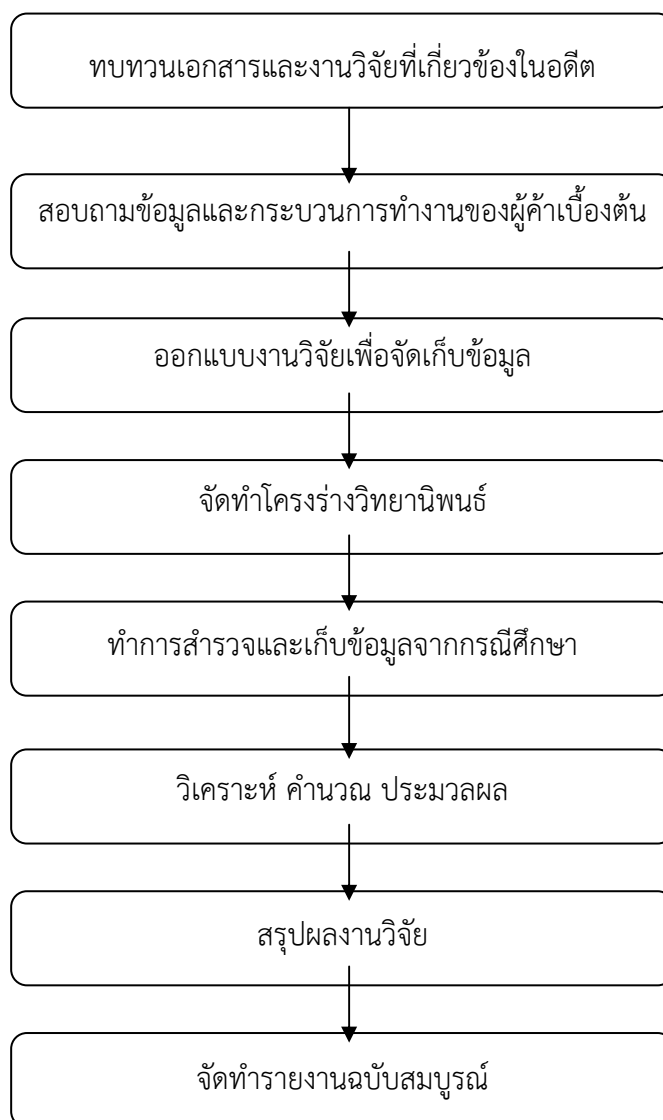 ทบทวนเอกสารและงานวิจัยที่เกี่ยวข้องในอดีต
สอบถามข้อมูลและกระบวนการทำงานของผู้ค้าเบื้องต้น
ออกแบบงานวิจัยเพื่อจัดเก็บข้อมูล
จัดทำโครงร่างวิทยานิพนธ์
ทำการสำรวจและเก็บข้อมูลจากกรณีศึกษา
วิเคราะห์ คำนวณ ประมวลผล
สรุปผลงานวิจัย
จัดทำรายงานฉบับสมบูรณ์